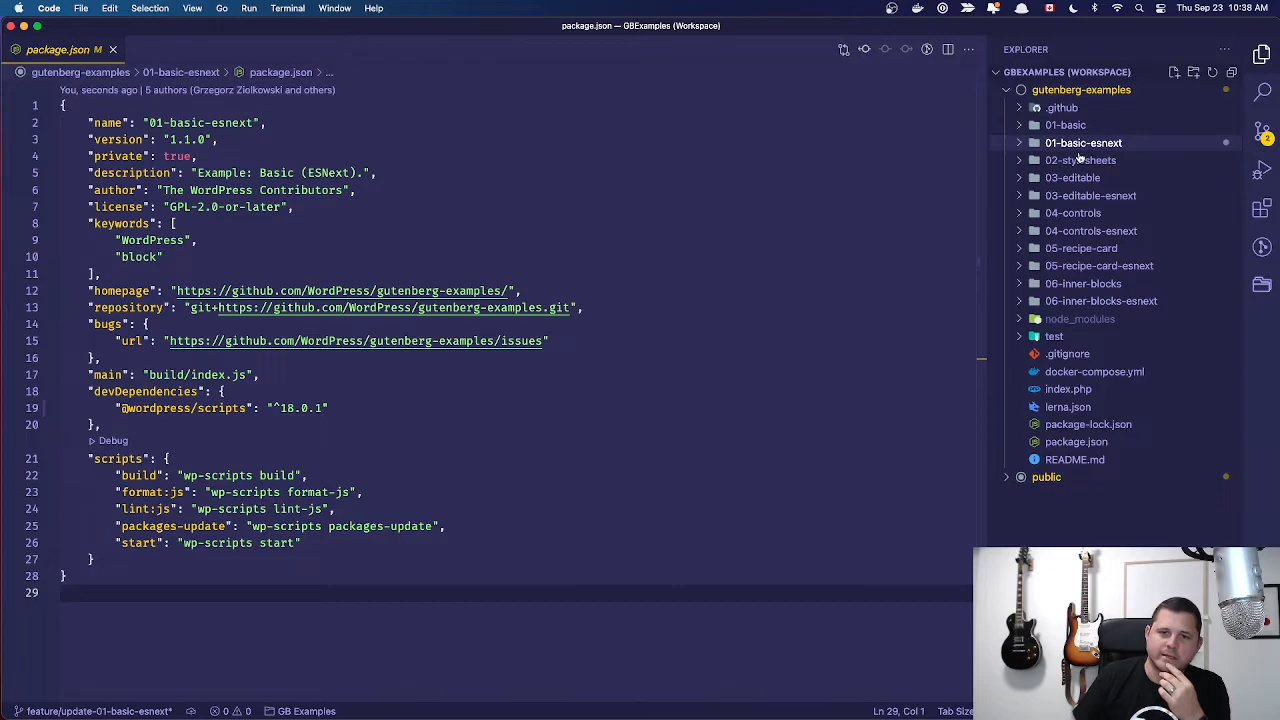 Code File Edit Selection View Go Run Terminal Window Help
Thu Sep 23 10:38 AM
package.json — GBExamples (Workspace)
package.json M
gutenberg-examples › 01-basic-esnext › package.json › ...
You, seconds ago | 5 authors (Grzegorz Ziolkowski and others)
1 {
2 "name": "01-basic-esnext",
3 "version": "1.1.0",
4 "private": true,
5 "description": "Example: Basic (ESNext).",
6 "author": "The WordPress Contributors",
7 "license": "GPL-2.0-or-later",
8 "keywords": [
9 "WordPress",
10 "block"
11 ],
12 "homepage": "https://github.com/WordPress/gutenberg-examples/",
13 "repository": "git+https://github.com/WordPress/gutenberg-examples.git",
14 "bugs": {
15 "url": "https://github.com/WordPress/gutenberg-examples/issues"
16 },
17 "main": "build/index.js",
18 "devDependencies": {
19 "@wordpress/scripts": "^18.0.1"
20 },
Debug
21 "scripts": {
22 "build": "wp-scripts build",
23 "format:js": "wp-scripts format-js",
24 "lint:js": "wp-scripts lint-js",
25 "packages-update": "wp-scripts packages-update",
26 "start": "wp-scripts start"
27 }
28 }
29
EXPLORER
GBEXAMPLES (WORKSPACE)
gutenberg-examples
.github
01-basic
01-basic-esnext
02-stylesheets
03-editable
03-editable-esnext
04-controls
04-controls-esnext
05-recipe-card
05-recipe-card-esnext
06-inner-blocks
06-inner-blocks-esnext
node_modules
test
.gitignore
docker-compose.yml
index.php
lerna.json
package-lock.json
package.json
README.md
public
2
feature/update-01-basic-esnext* 0 0 GB Examples
Ln 29, Col 1 Tab Size